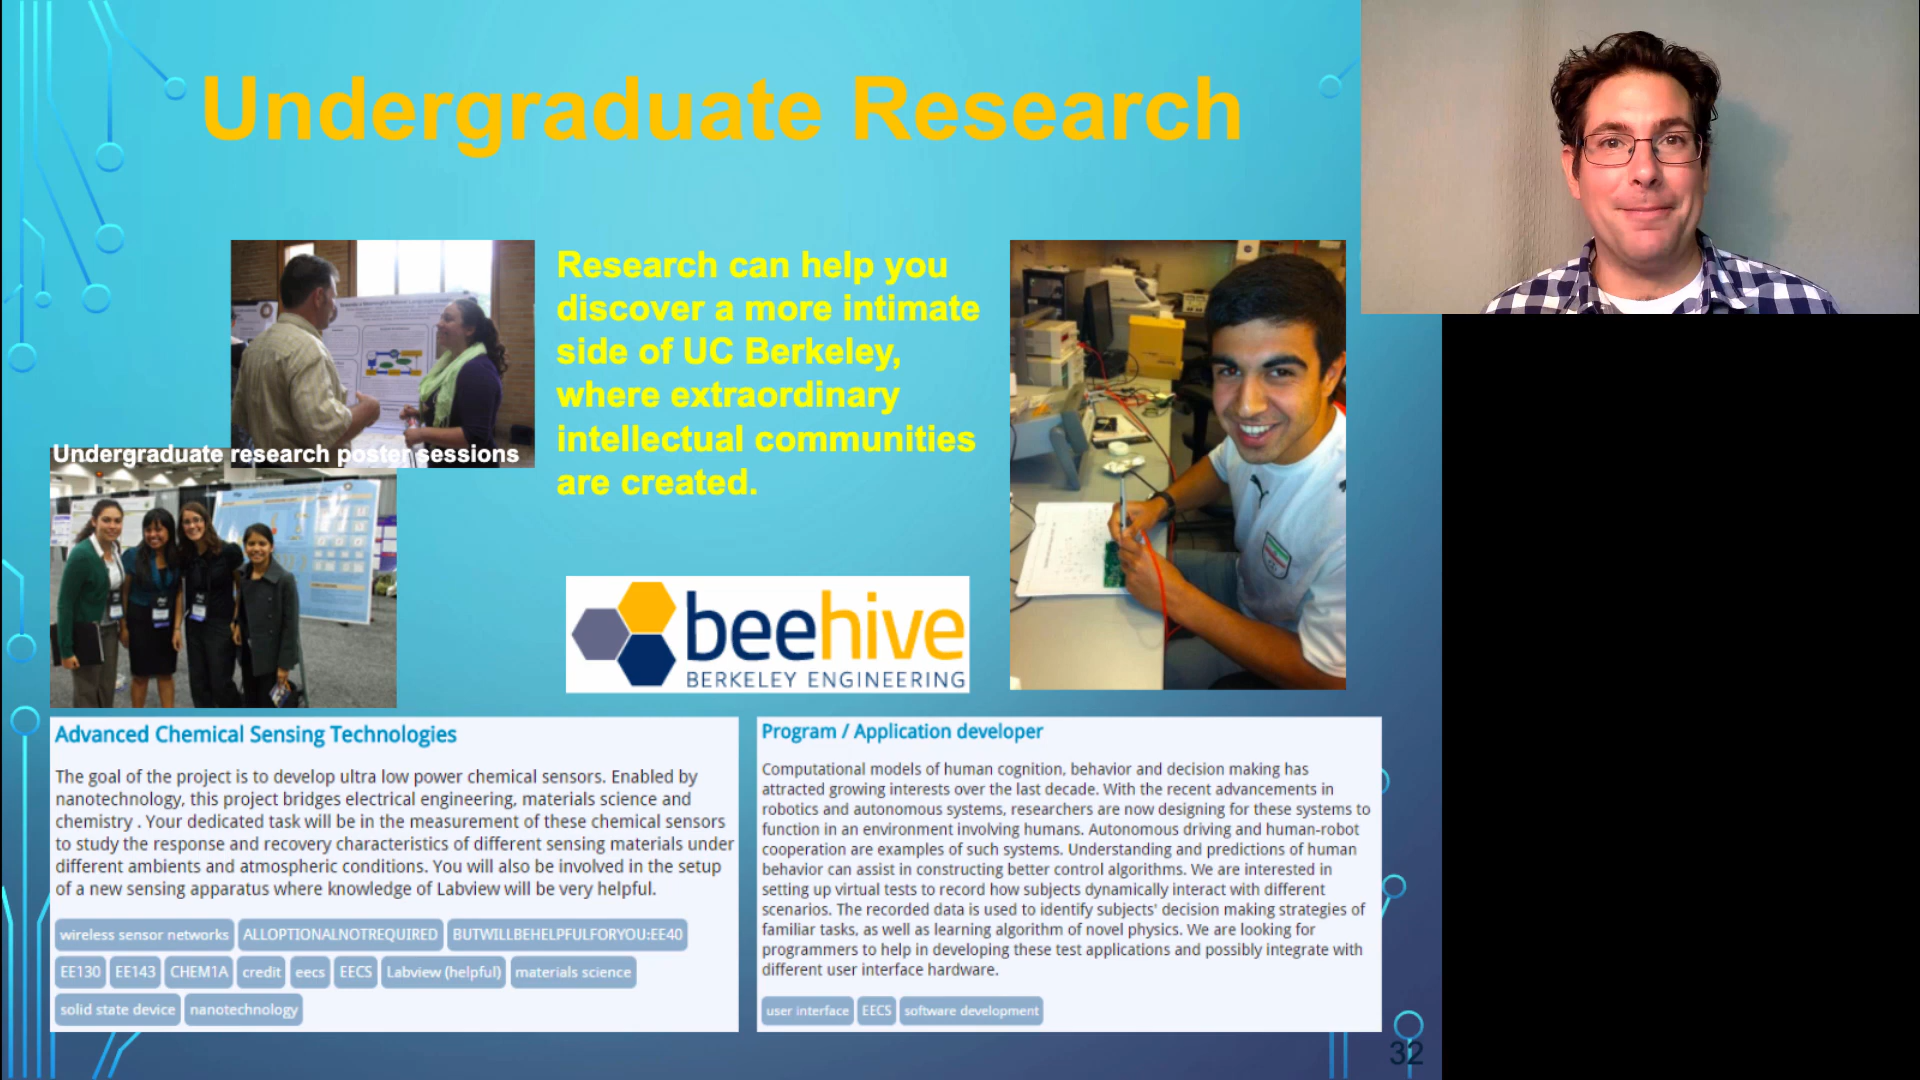 Undergraduate Research
Research can help you
discover a more intimate
side of UC Berkeley,
where extraordinary
intellectual communities
are created.
Undergraduate research poster sessions
beehive
BERKELEY ENGINEERING
Advanced Chemical Sensing Technologies
The goal of the project is to develop ultra low power chemical sensors. Enabled by
nanotechnology, this project bridges electrical engineering, materials science and
chemistry . Your dedicated task will be in the measurement of these chemical sensors
to study the response and recovery characteristics of different sensing materials under
different ambients and atmospheric conditions. You will also be involved in the setup
of a new sensing apparatus where knowledge of Labview will be very helpful.
wireless sensor networks ALLOPTIONALNOTREQUIRED BUTWILLBEHELPFULFORYOU:EE40
EE130 EE143 CHEM1A credit eecs EECS Labview (helpful) materials science
solid state device nanotechnology
Program / Application developer
Computational models of human cognition, behavior and decision making has
attracted growing interests over the last decade. With the recent advancements in
robotics and autonomous systems, researchers are now designing for these systems to
function in an environment involving humans. Autonomous driving and human-robot
cooperation are examples of such systems. Understanding and predictions of human
behavior can assist in constructing better control algorithms. We are interested in
setting up virtual tests to record how subjects dynamically interact with different
scenarios. The recorded data is used to identify subjects' decision making strategies of
familiar tasks, as well as learning algorithm of novel physics. We are looking for
programmers to help in developing these test applications and possibly integrate with
different user interface hardware.
user interface EECS software development
32